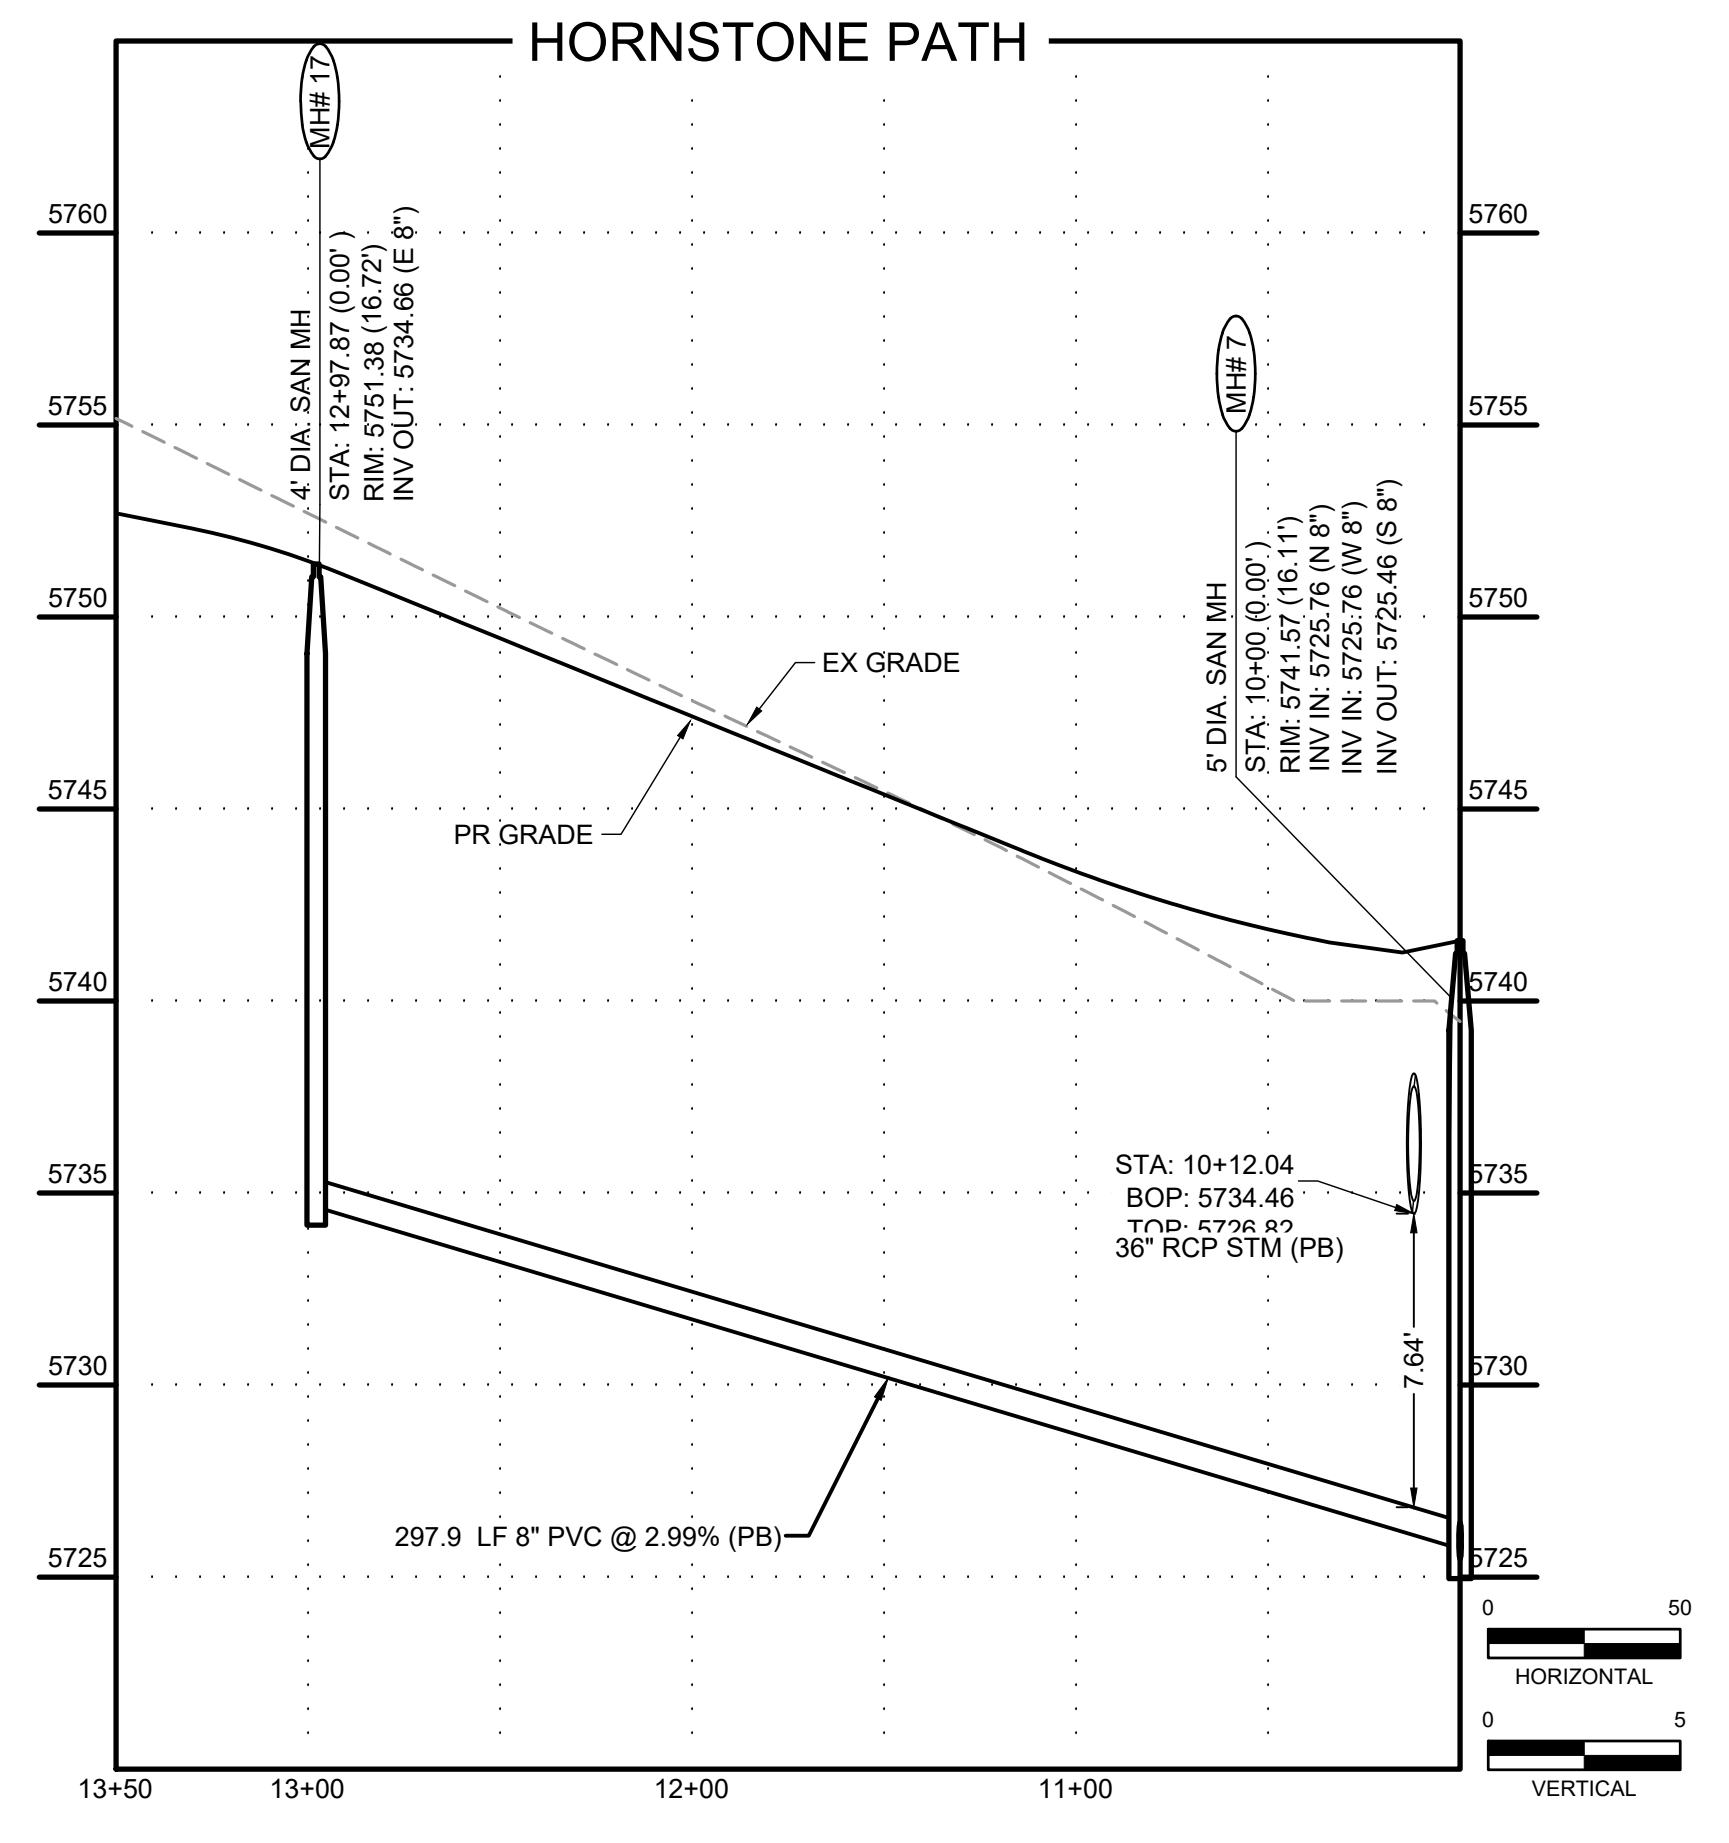 HORNSTONE PATH
MH# 17
4' DIA. SAN MH
STA: 12+97.87 (0.00' )
RIM: 5751.38 (16.72')
INV OUT: 5734.66 (E 8")
MH# 7
5' DIA. SAN MH
STA: 10+00 (0.00' )
RIM: 5741.57 (16.11')
INV IN: 5725.76 (N 8")
INV IN: 5725.76 (W 8")
INV OUT: 5725.46 (S 8")
5760
5755
5750
5745
5740
5735
5730
5725
5760
5755
5750
5745
5740
5735
5730
5725
EX GRADE
PR GRADE
STA: 10+12.04
BOP: 5734.46
TOP: 5726.82
36" RCP STM (PB)
7.64'
297.9 LF 8" PVC @ 2.99% (PB)
0 50
HORIZONTAL
0 5
VERTICAL
13+50 13+00 12+00 11+00